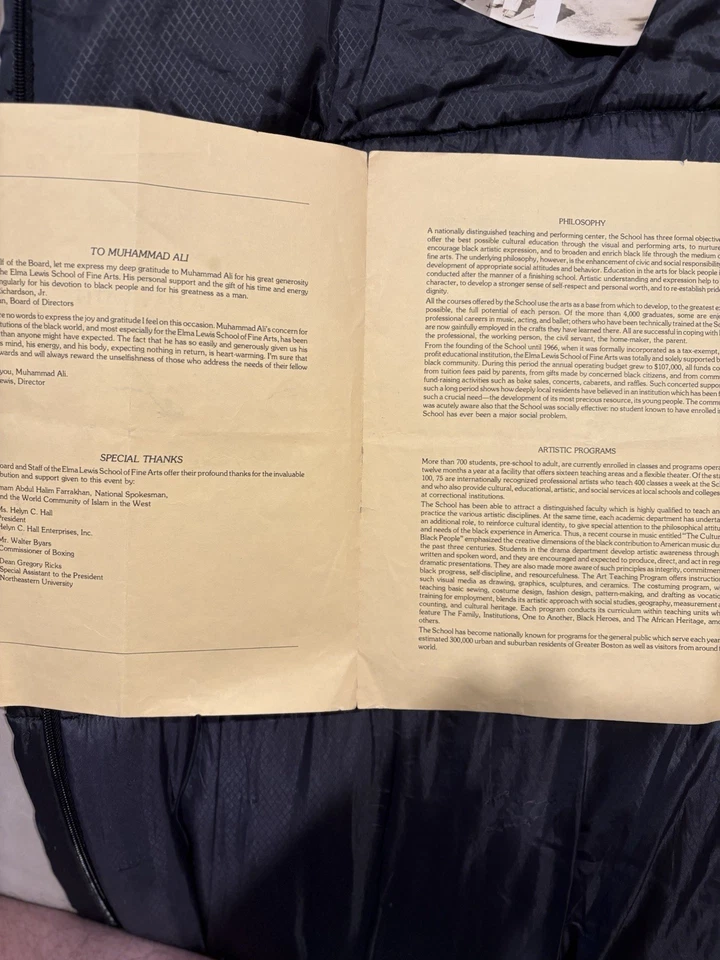 TO MUHAMMAD ALI
lf of the Board, let me express my deep gratitude to Muhammad Ali for his great generosity
he Elma Lewis School of Fine Arts. His personal support and the gift of his time and energy
ngularly for his devotion to black people and for his greatness as a man.
ichardson, Jr.
an, Board of Directors
re no words to express the joy and gratitude I feel on this occasion. Muhammad Ali's concern for
tutions of the black world, and most especially for the Elma Lewis School of Fine Arts, has been
than anyone might have expected. The fact that he has so easily and generously given us his
s mind, his energy, and his body, expecting nothing in return, is heart-warming. I'm sure that
wards and will always reward the unselfishness of those who address the needs of their fellow
you, Muhammad Ali.
ewis, Director
SPECIAL THANKS
oard and Staff of the Elma Lewis School of Fine Arts offer their profound thanks for the invaluable
bution and support given to this event by:
mam Abdul Halim Farrakhan, National Spokesman,
nd the World Community of Islam in the West
Ms. Helyn C. Hall
President
Helyn C. Hall Enterprises, Inc.
Mr. Walter Byars
Commissioner of Boxing
Dean Gregory Ricks
Special Assistant to the President
Northeastern University
PHILOSOPHY
A nationally distinguished teaching and performing center, the School has three formal objective
offer the best possible cultural education through the visual and performing arts, to nurture
encourage black artistic expression, and to broaden and enrich black life through the medium o
fine arts. The underlying philosophy, however, is the enhancement of civic and social responsibilit
development of appropriate social attitudes and behavior. Education in the arts for black people i
conducted after the manner of a finishing school. Artistic understanding and expression help to
character, to develop a stronger sense of self-respect and personal worth, and to re-establish pride
dignity.
All the courses offered by the School use the arts as a base from which to develop, to the greatest e
possible, the full potential of each person. Of the more than 4,000 graduates, some are enj
professional careers in music, acting, and ballet; others who have been technically trained at the Sc
are now gainfully employed in the crafts they have learned there. All are successful in coping with l
the professional, the working person, the civil servant, the home-maker, the parent.
From the founding of the School until 1966, when it was formally incorporated as a tax-exempt,
profit educational institution, the Elma Lewis School of Fine Arts was totally and solely supported b
black community. During this period the annual operating budget grew to $107,000, all funds co
from tuition fees paid by parents, from gifts made by concerned black citizens, and from comm
fund-raising activities such as bake sales, concerts, cabarets, and raffles. Such concerted suppo
such a long period shows how deeply local residents have believed in an institution which has been f
such a crucial need—the development of its most precious resource, its young people. The commu
was acutely aware also that the School was socially effective: no student known to have enrolled i
School has ever been a major social problem.
ARTISTIC PROGRAMS
More than 700 students, pre-school to adult, are currently enrolled in classes and programs opera
twelve months a year at a facility that offers sixteen teaching areas and a flexible theater. Of the sta
100, 75 are internationally recognized professional artists who teach 400 classes a week at the Sc
and who also provide cultural, educational, artistic, and social services at local schools and colleges
at correctional institutions.
The School has been able to attract a distinguished faculty which is highly qualified to teach an
practice the various artistic disciplines. At the same time, each academic department has underta
an additional role, to reinforce cultural identity, to give special attention to the philosophical attitu
and needs of the black experience in America. Thus, a recent course in music entitled "The Cultur
Black People" emphasized the creative dimensions of the black contribution to American music du
the past three centuries. Students in the drama department develop artistic awareness through
written and spoken word, and they are encouraged and expected to produce, direct, and act in regu
dramatic presentations. They are also made more aware of such principles as integrity, commitmen
black progress, self-discipline, and resourcefulness. The Art Teaching Program offers instructio
such visual media as drawing, graphics, sculptures, and ceramics. The costuming program, w
teaching basic sewing, costume design, fashion design, pattern-making, and drafting as vocatio
training for employment, blends its artistic approach with social studies, geography, measurement a
counting, and cultural heritage. Each program conducts its curriculum within teaching units wh
feature The Family, Institutions, One to Another, Black Heroes, and The African Heritage, amo
others.
The School has become nationally known for programs for the general public which serve each year
estimated 300,000 urban and suburban residents of Greater Boston as well as visitors from around t
world.